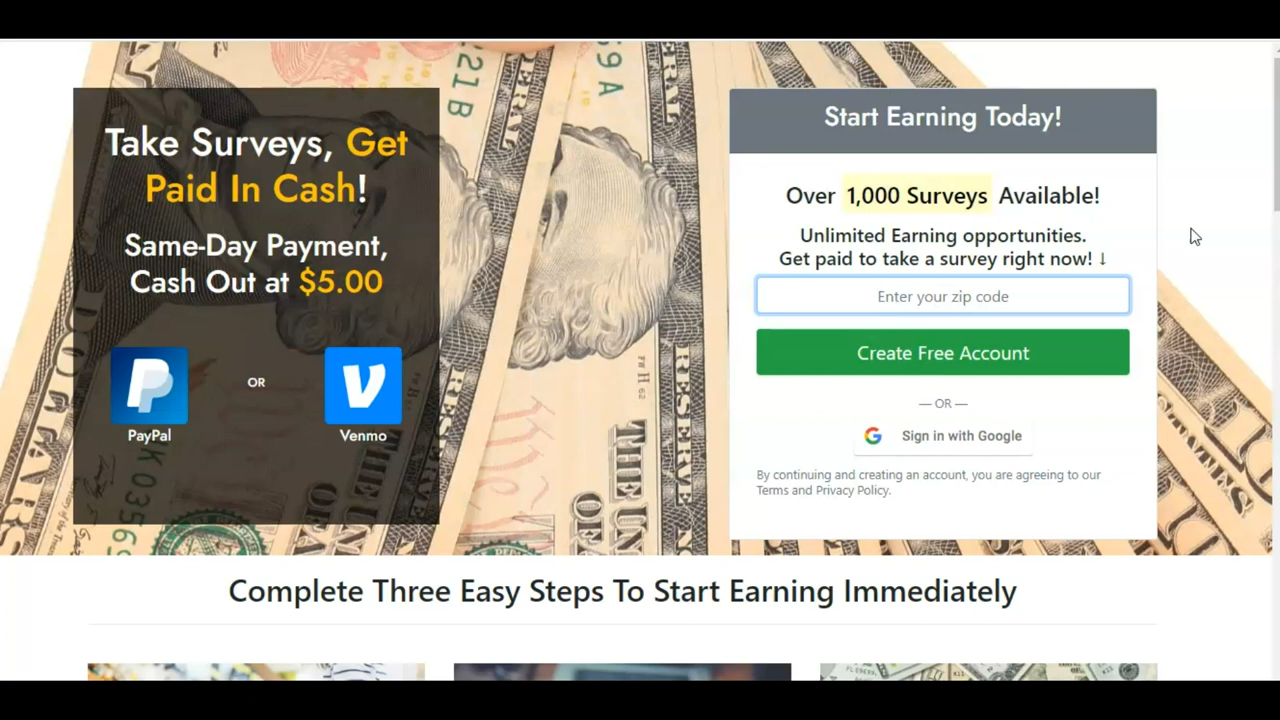 Take Surveys, Get
Paid In Cash!
Same-Day Payment,
Cash Out at $5.00
PayPal
OR
Venmo
Start Earning Today!
Over 1,000 Surveys Available!
Unlimited Earning opportunities.
Get paid to take a survey right now! ↓
Enter your zip code
Create Free Account
— OR —
Sign in with Google
By continuing and creating an account, you are agreeing to our
Terms and Privacy Policy.
Complete Three Easy Steps To Start Earning Immediately